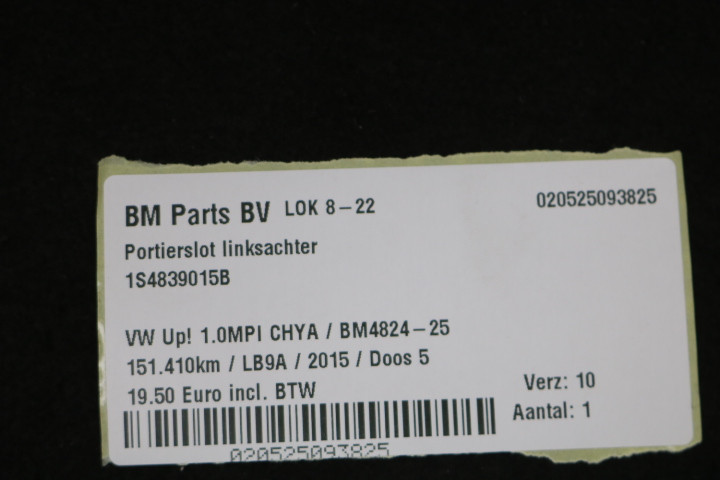 BM Parts BV LOK 8-22 020525093825
Portierslot linksachter
1S4839015B
VW Up! 1.0MPI CHYA / BM4824-25
151.410km / LB9A / 2015 / Doos 5
19.50 Euro incl. BTW Verz: 10
Aantal: 1
020525093825